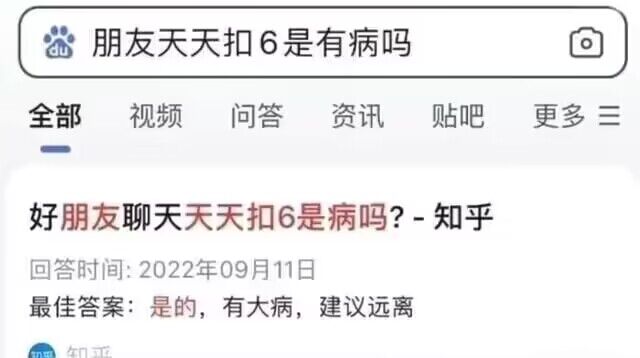 du
朋友天天扣6是有病吗
全部 视频 问答 资讯 贴吧 更多
好朋友聊天天天扣6是病吗? - 知乎
回答时间: 2022年09月11日
最佳答案: 是的，有大病，建议远离
知乎 知乎